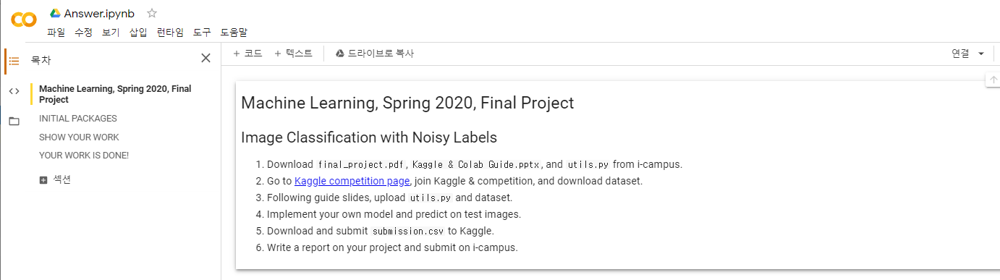 Answer.ipynb
파일 수정 보기 삽입 런타임 도구 도움말
목차
Machine Learning, Spring 2020, Final
Project
INITIAL PACKAGES
SHOW YOUR WORK
YOUR WORK IS DONE!
섹션
+ 코드 + 텍스트 드라이브로 복사 연결
Machine Learning, Spring 2020, Final Project
Image Classification with Noisy Labels
1. Download final_project.pdf, Kaggle & Colab Guide.pptx, and utils.py from i-campus.
2. Go to Kaggle competition page, join Kaggle & competition, and download dataset.
3. Following guide slides, upload utils.py and dataset.
4. Implement your own model and predict on test images.
5. Download and submit submission.csv to Kaggle.
6. Write a report on your project and submit on i-campus.